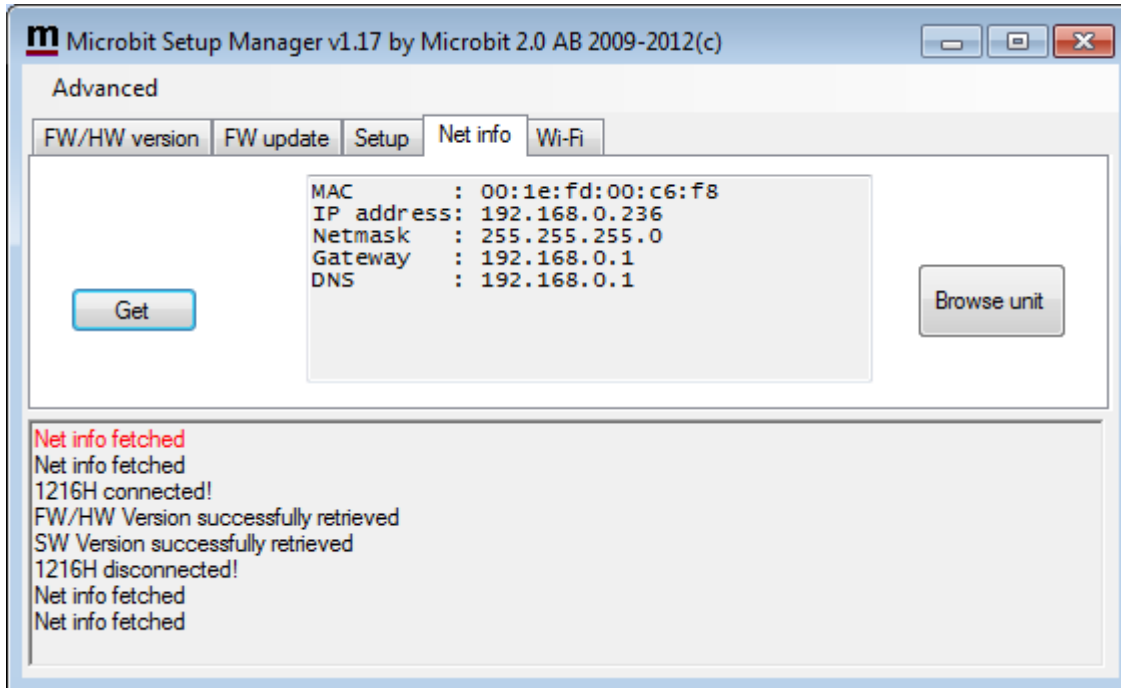 m Microbit Setup Manager v1.17 by Microbit 2.0 AB 2009-2012(c)
Advanced
FW/HW version FW update Setup Net info Wi-Fi
MAC : 00:1e:fd:00:c6:f8
IP address: 192.168.0.236
Netmask : 255.255.255.0
Gateway : 192.168.0.1
DNS : 192.168.0.1
Get
Browse unit
Net info fetched
Net info fetched
1216H connected!
FW/HW Version successfully retrieved
SW Version successfully retrieved
1216H disconnected!
Net info fetched
Net info fetched